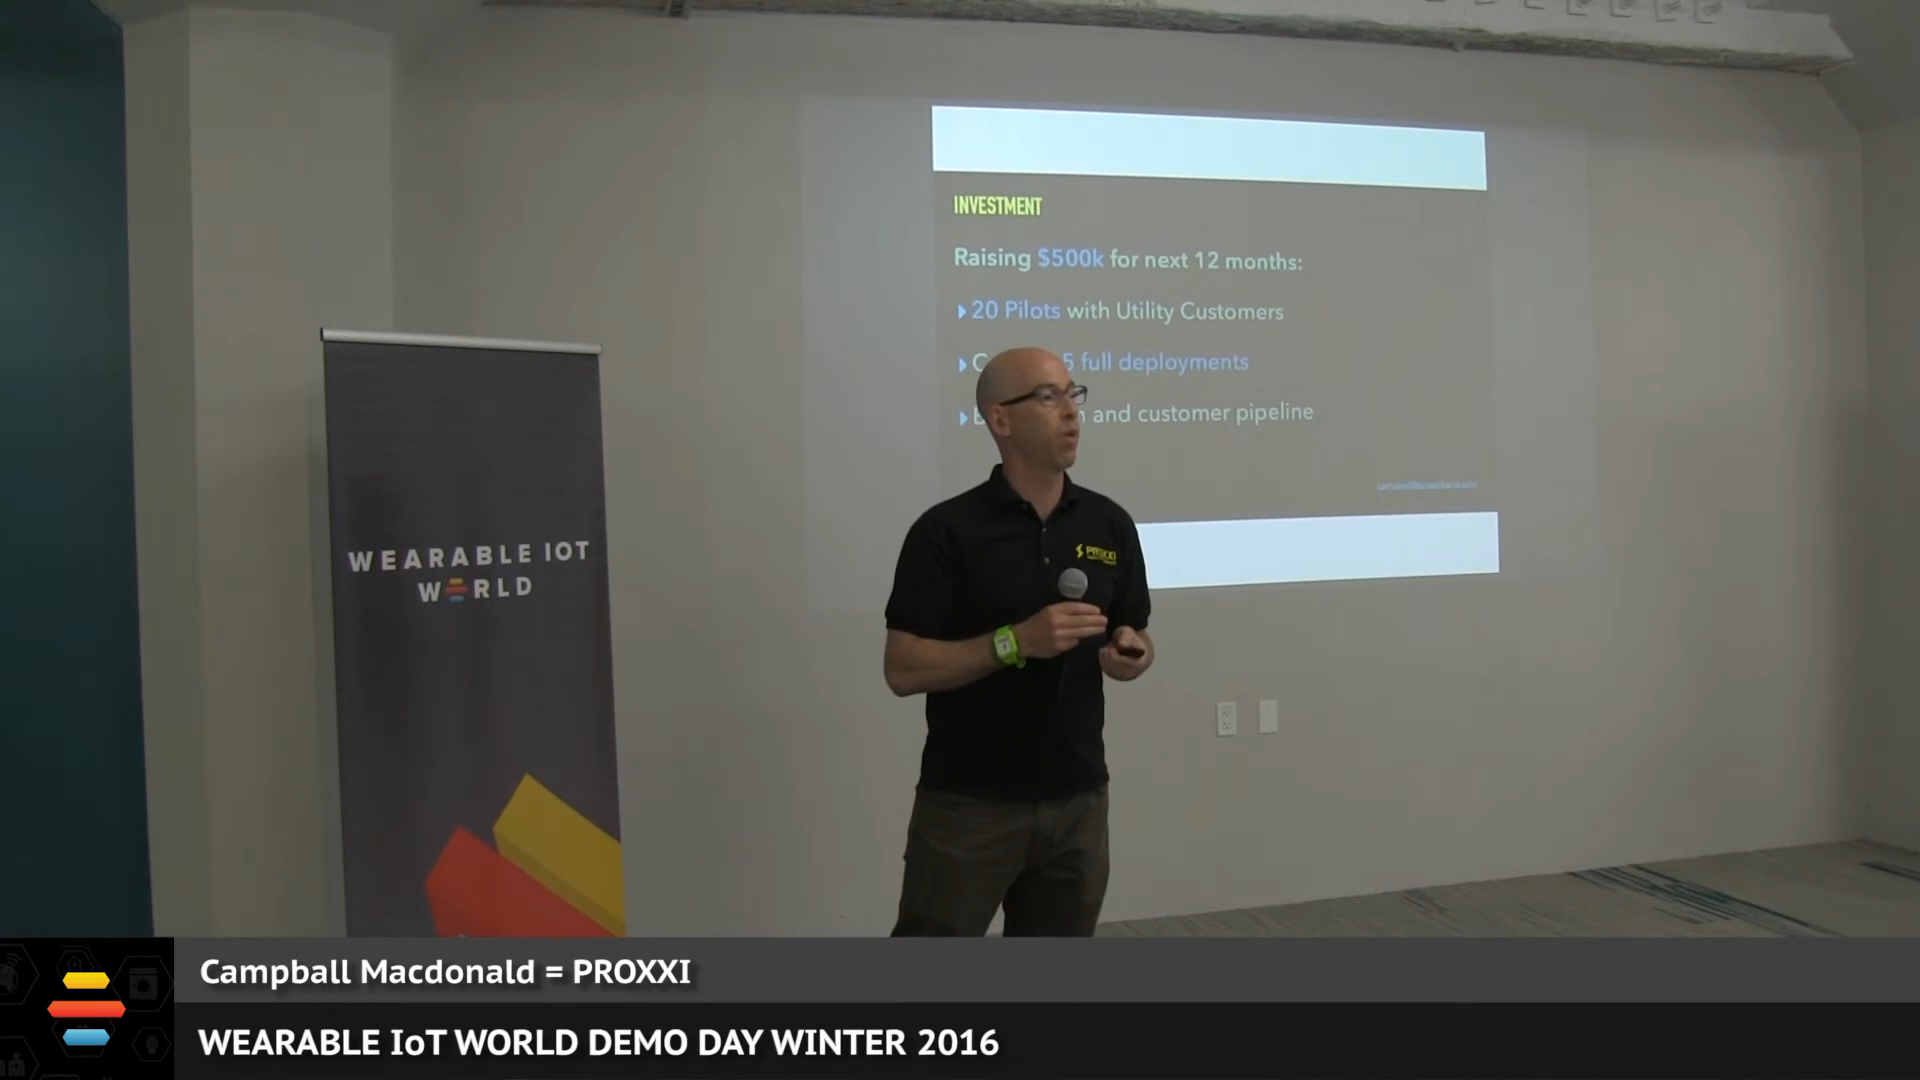 INVESTMENT
Raising $500k for next 12 months:
20 Pilots with Utility Customers
5 full deployments
and customer pipeline
WEARABLE IOT
WORLD
PROXXI
Campball Macdonald = PROXXI
WEARABLE IoT WORLD DEMO DAY WINTER 2016